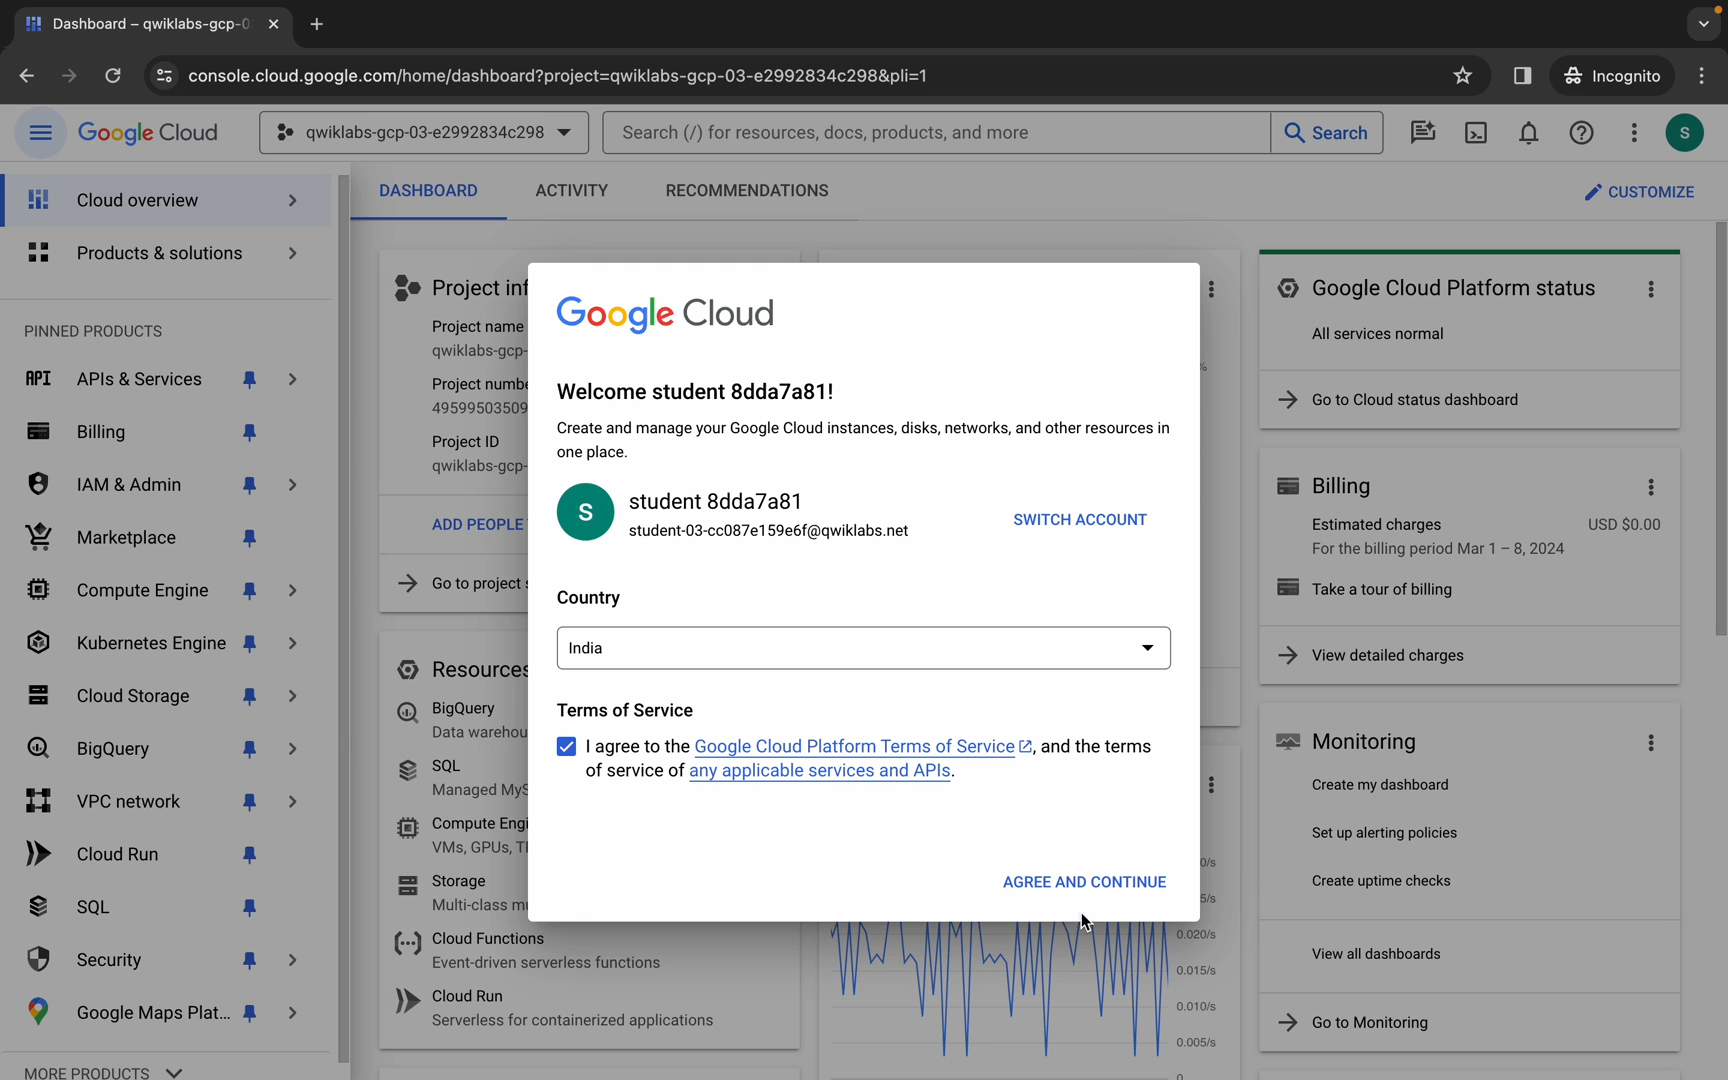 Dashboard – qwiklabs-gcp-0
console.cloud.google.com/home/dashboard?project=qwiklabs-gcp-03-e2992834c298&pli=1
Incognito
Google Cloud
qwiklabs-gcp-03-e2992834c298
Search (/) for resources, docs, products, and more
Search
S
Cloud overview
Products & solutions
PINNED PRODUCTS
API APIs & Services
Billing
IAM & Admin
Marketplace
Compute Engine
Kubernetes Engine
Cloud Storage
BigQuery
VPC network
Cloud Run
SQL
Security
Google Maps Plat...
MORE PRODUCTS
DASHBOARD
ACTIVITY
RECOMMENDATIONS
CUSTOMIZE
Project inf
Project name
qwiklabs-gcp-
Project numbe
49599503509
Project ID
qwiklabs-gcp-
ADD PEOPLE
Go to project s
Resources
BigQuery
Data warehou
SQL
Managed MyS
Compute Engi
VMs, GPUs, T
Storage
Multi-class mu
Cloud Functions
Event-driven serverless functions
Cloud Run
Serverless for containerized applications
Google Cloud
Welcome student 8dda7a81!
Create and manage your Google Cloud instances, disks, networks, and other resources in
one place.
S
student 8dda7a81
student-03-cc087e159e6f@qwiklabs.net
SWITCH ACCOUNT
Country
India
Terms of Service
I agree to the Google Cloud Platform Terms of Service, and the terms
of service of any applicable services and APIs.
AGREE AND CONTINUE
%
0/s
5/s
0.020/s
0.015/s
0.010/s
0.005/s
0
Google Cloud Platform status
All services normal
Go to Cloud status dashboard
Billing
Estimated charges
USD $0.00
For the billing period Mar 1 – 8, 2024
Take a tour of billing
View detailed charges
Monitoring
Create my dashboard
Set up alerting policies
Create uptime checks
View all dashboards
Go to Monitoring